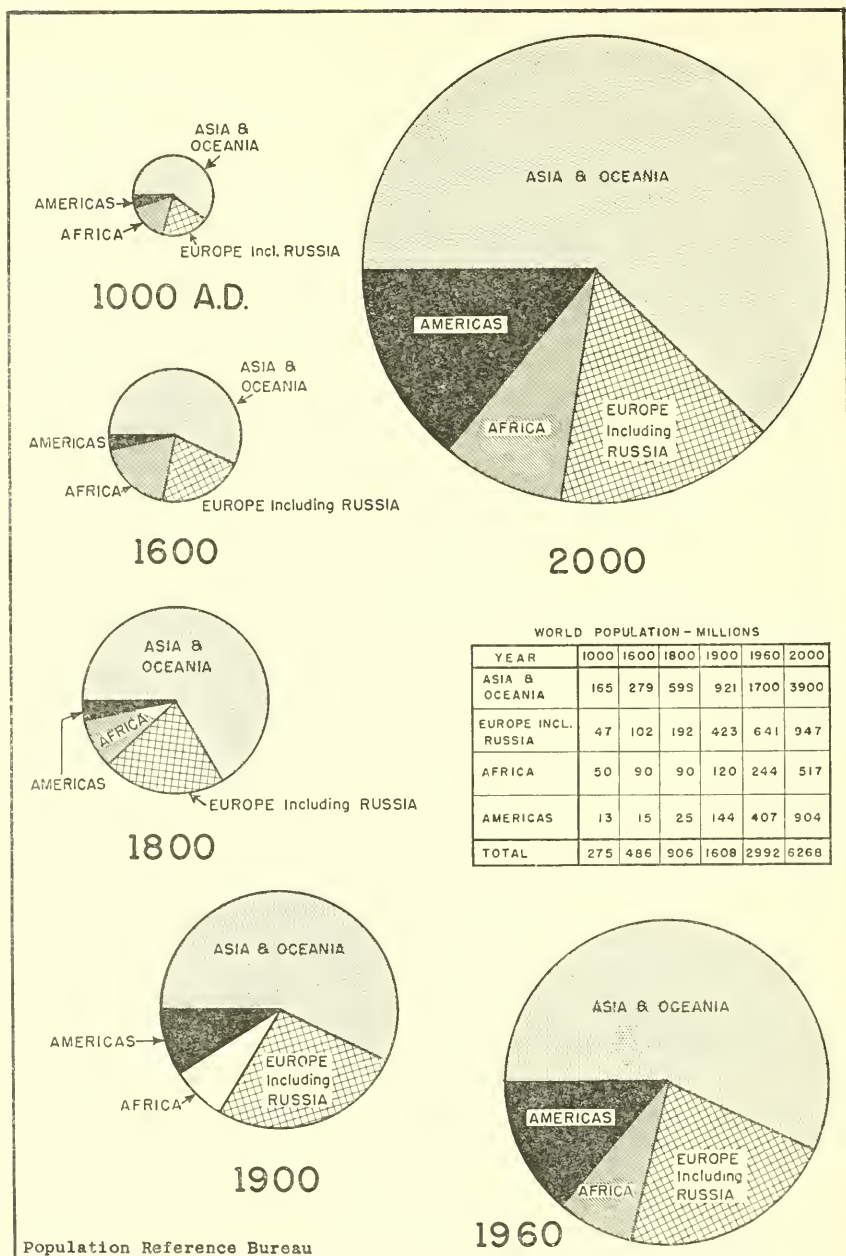 ASIA &
OCEANIA
AMERICAS
AFRICA
EUROPE Incl. RUSSIA
1000 A.D.
ASIA & OCEANIA
AMERICAS
AFRICA
EUROPE
Including
RUSSIA
2000
ASIA &
OCEANIA
AMERICAS
AFRICA
EUROPE Including RUSSIA
1600
ASIA &
OCEANIA
AFRICA
AMERICAS
EUROPE Including RUSSIA
1800
WORLD POPULATION - MILLIONS
YEAR 1000 1600 1800 1900 1960 2000
ASIA &
OCEANIA 165 279 599 921 1700 3900
EUROPE INCL.
RUSSIA 47 102 192 423 641 947
AFRICA 50 90 90 120 244 517
AMERICAS 13 15 25 144 407 904
TOTAL 275 486 906 1608 2992 6268
ASIA & OCEANIA
AMERICAS
AFRICA
EUROPE
Including
RUSSIA
1900
ASIA & OCEANIA
AMERICAS
AFRICA
EUROPE
Including
RUSSIA
1960
Population Reference Bureau